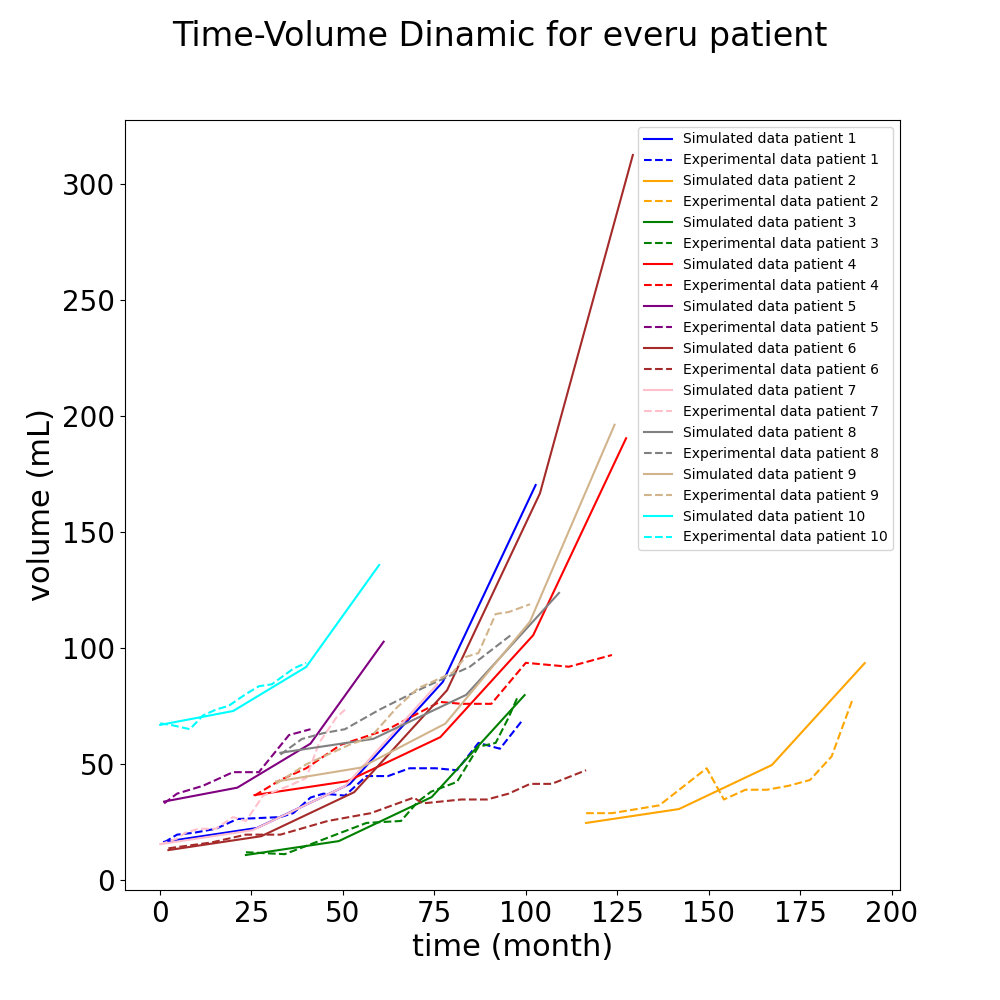 Time-Volume Dinamic for everu patient
Simulated data patient 1
Experimental data patient 1
Simulated data patient 2
Experimental data patient 2
Simulated data patient 3
Experimental data patient 3
Simulated data patient 4
Experimental data patient 4
Simulated data patient 5
Experimental data patient 5
Simulated data patient 6
Experimental data patient 6
Simulated data patient 7
Experimental data patient 7
Simulated data patient 8
Experimental data patient 8
Simulated data patient 9
Experimental data patient 9
Simulated data patient 10
Experimental data patient 10
volume (mL)
300
250
200
150
100
50
0
0 25 50 75 100 125 150 175 200
time (month)